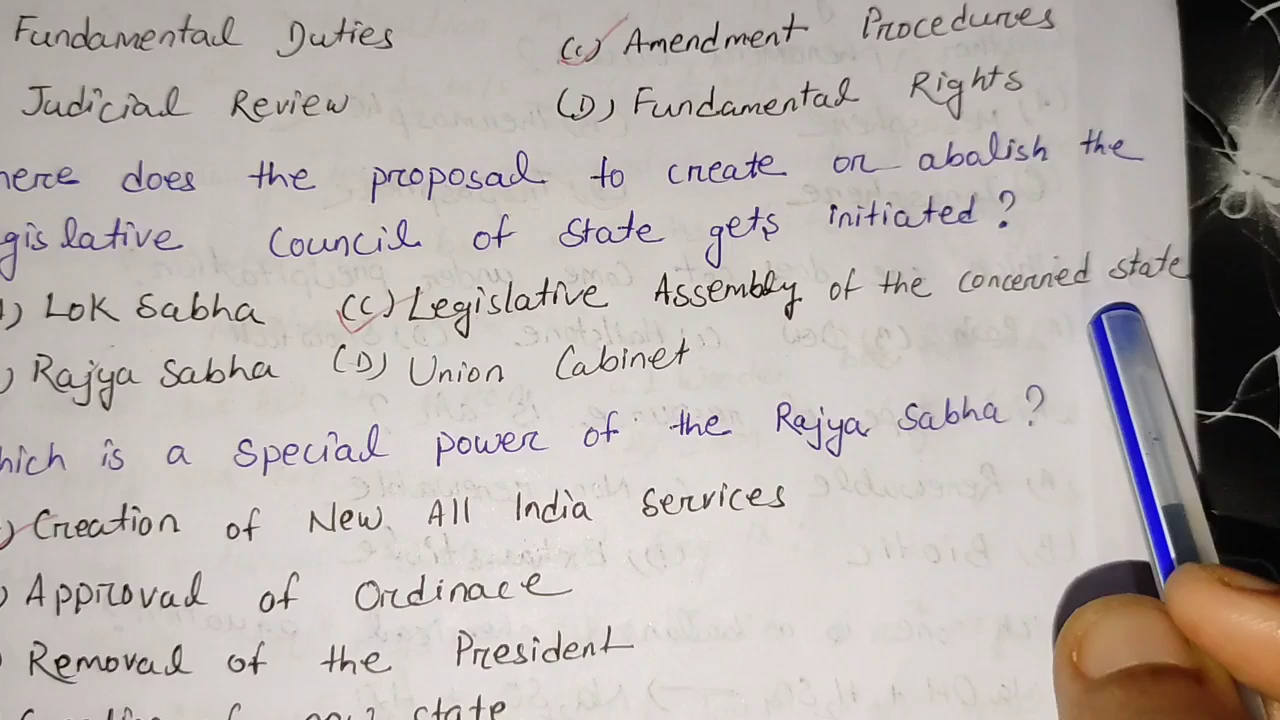 Fundamental Duties (C) Amendment Procedures
Judicial Review (D) Fundamental Rights
here does the proposal to create or abalish the
gislative Council of State gets initiated?
) Lok Sabha (C) Legislative Assembly of the concerned state
) Rajya Sabha (D) Union Cabinet
hich is a special power of the Rajya Sabha?
) Creation of New All India Services
) Approval of Ordinace
) Removal of the President
state